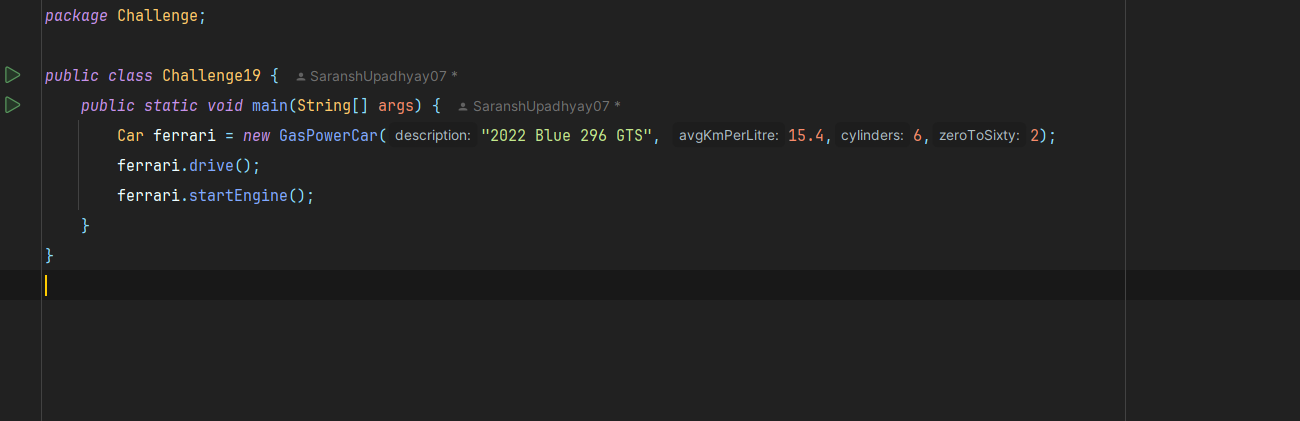 package Challenge;
public class Challenge19 { SaranshUpadhyay07 *
public static void main(String[] args) { SaranshUpadhyay07 *
Car ferrari = new GasPowerCar( description: "2022 Blue 296 GTS", avgKmPerLitre: 15.4, cylinders: 6, zeroToSixty: 2);
ferrari.drive();
ferrari.startEngine();
}
}